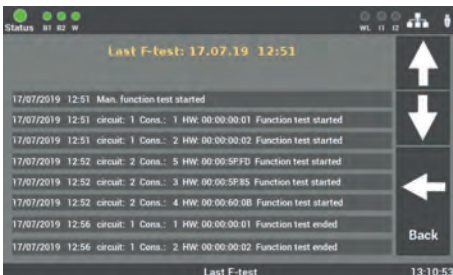 Status B1 B2 W WL I1 I2
Last F-test: 17.07.19 12:51
17/07/2019 12:51 Man. function test started
17/07/2019 12:51 circuit: 1 Cons.: 1 HW: 00:00:00:01 Function test started
17/07/2019 12:51 circuit: 1 Cons.: 2 HW: 00:00:00:02 Function test started
17/07/2019 12:52 circuit: 2 Cons.: 5 HW: 00:00:5F:FD Function test started
17/07/2019 12:52 circuit: 2 Cons.: 3 HW: 00:00:5F:85 Function test started
17/07/2019 12:52 circuit: 2 Cons.: 4 HW: 00:00:60:0B Function test started
17/07/2019 12:56 circuit: 1 Cons.: 1 HW: 00:00:00:01 Function test ended
17/07/2019 12:56 circuit: 1 Cons.: 2 HW: 00:00:00:02 Function test ended
Back
Last F-test 13:10:53